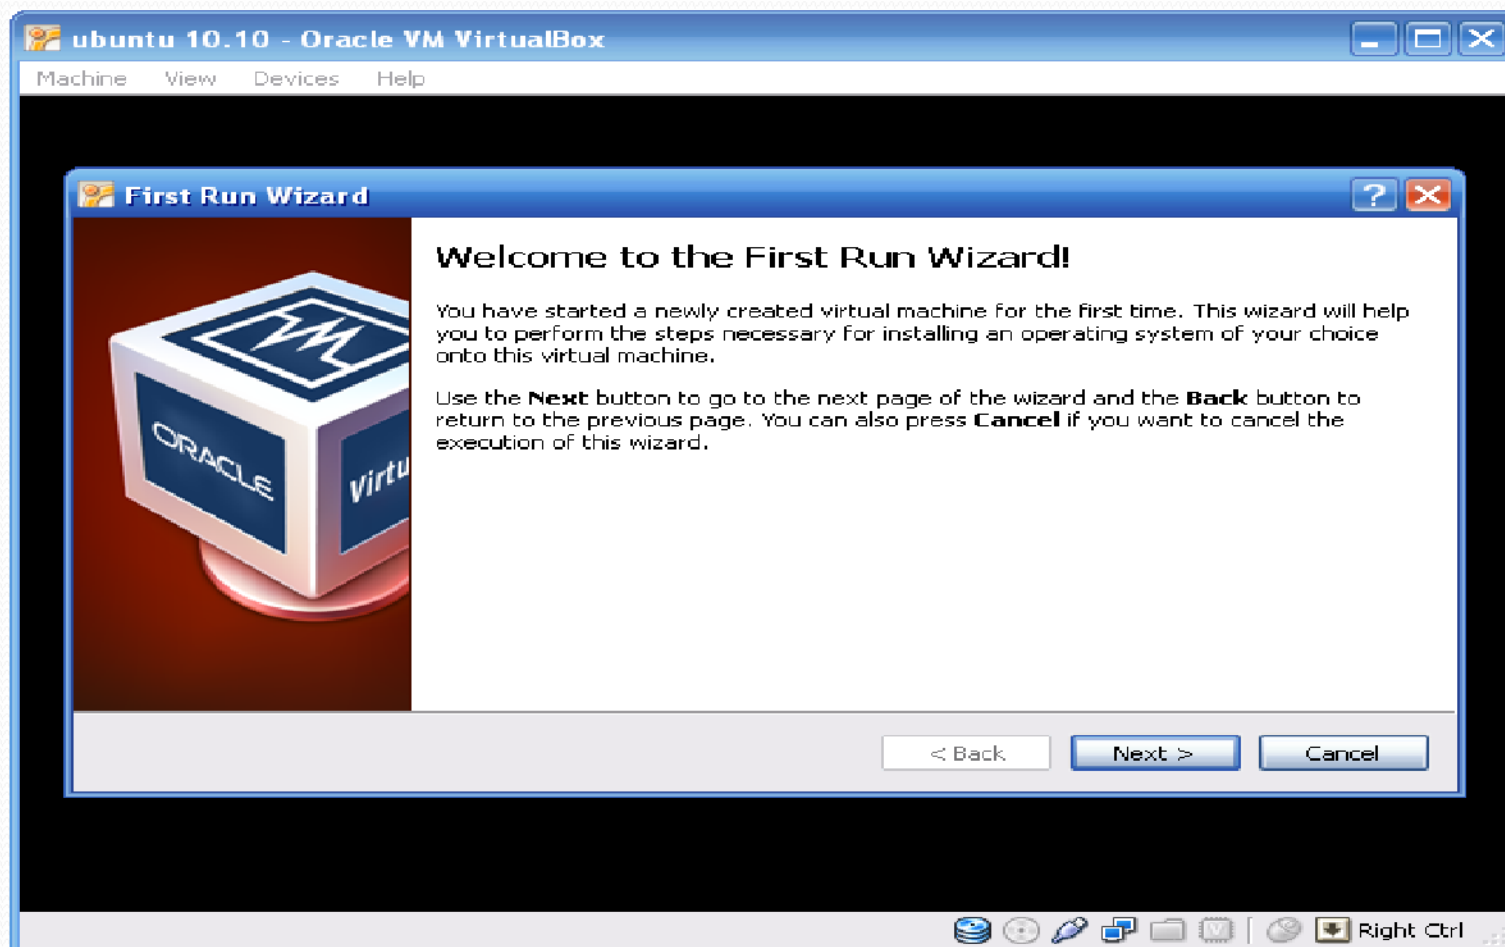 ubuntu 10.10 - Oracle VM VirtualBox
Machine View Devices Help
First Run Wizard
?
Welcome to the First Run Wizard!
You have started a newly created virtual machine for the first time. This wizard will help
you to perform the steps necessary for installing an operating system of your choice
onto this virtual machine.
Use the Next button to go to the next page of the wizard and the Back button to
return to the previous page. You can also press Cancel if you want to cancel the
execution of this wizard.
ORACLE
Virtu
< Back Next > Cancel
Right Ctrl